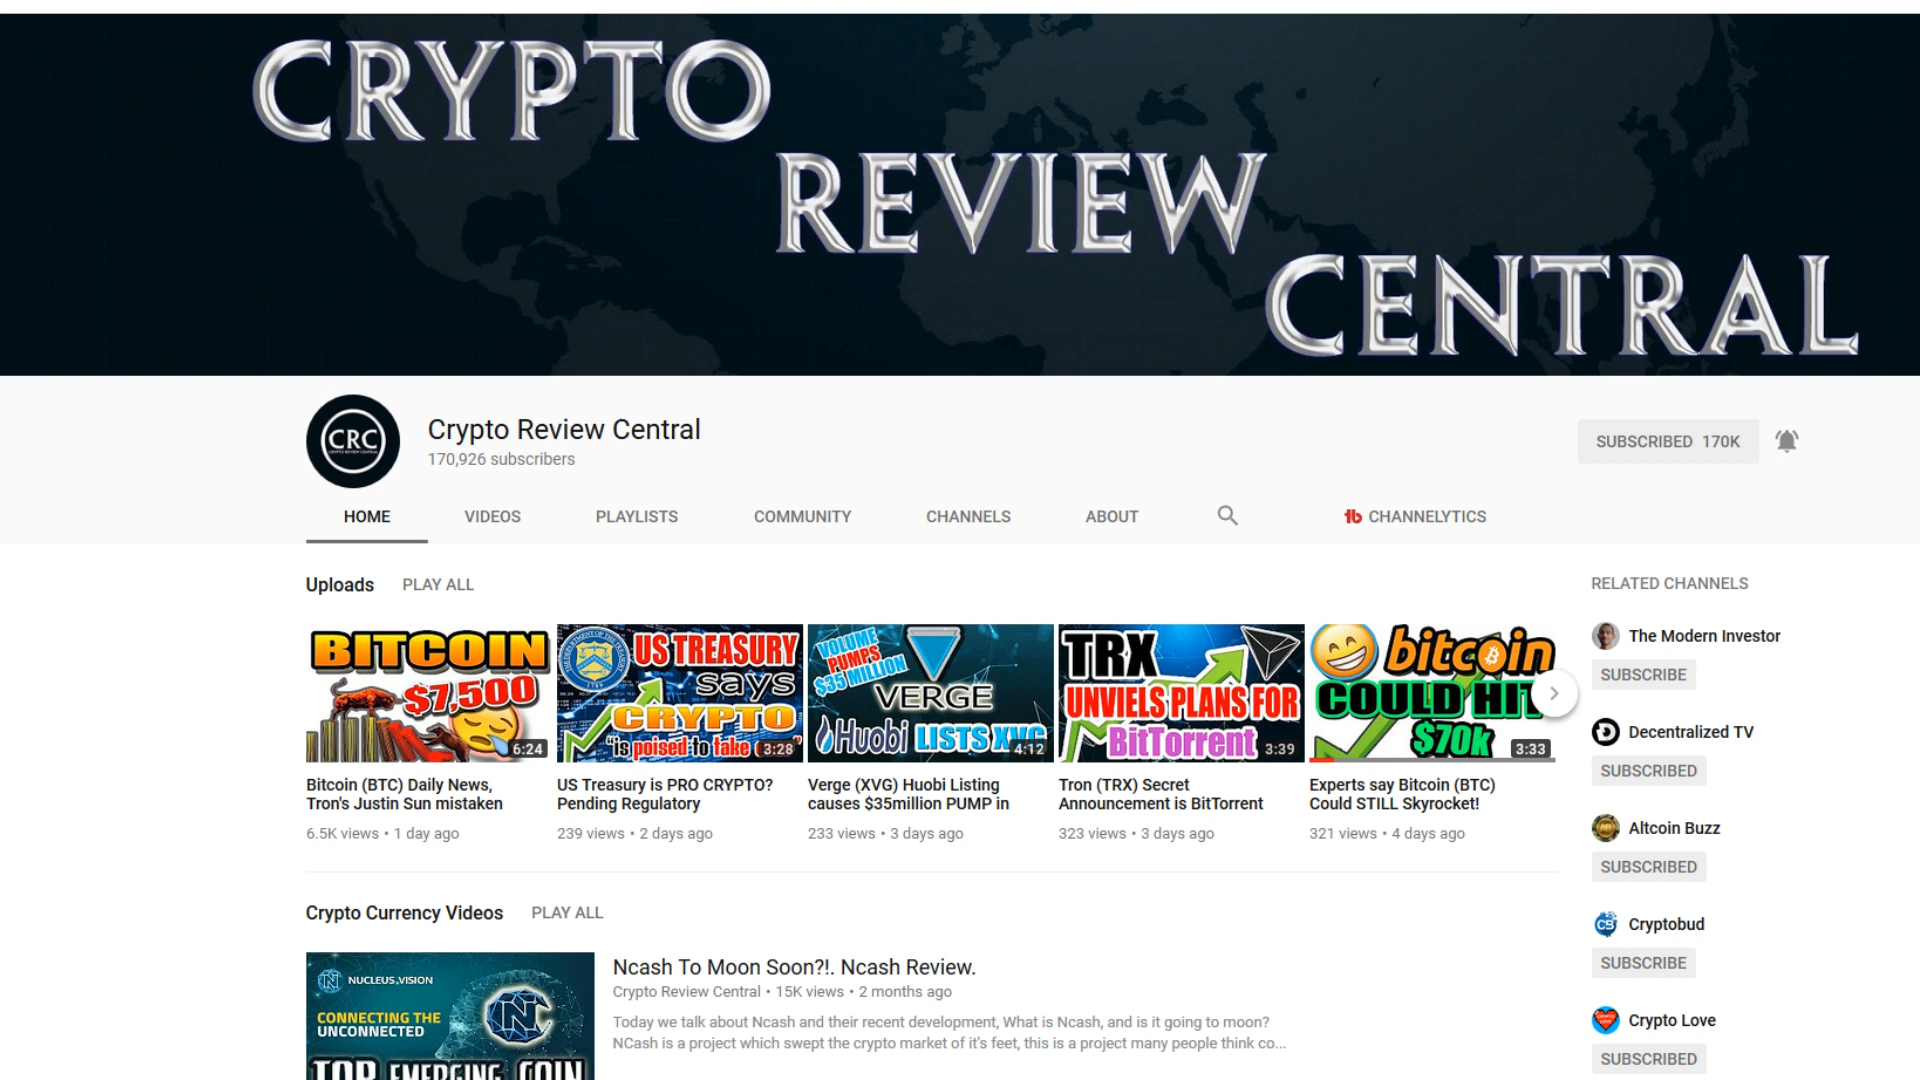 CRYPTO
REVIEW
CENTRAL
CRC
Crypto Review Central
170,926 subscribers
SUBSCRIBED 170K
HOME VIDEOS PLAYLISTS COMMUNITY CHANNELS ABOUT CHANNELYTICS
Uploads PLAY ALL
BITCOIN
$7,500
6:24
Bitcoin (BTC) Daily News,
Tron's Justin Sun mistaken
6.5K views • 1 day ago
US TREASURY
says
CRYPTO
"is poised to take
3:28
US Treasury is PRO CRYPTO?
Pending Regulatory
239 views • 2 days ago
VOLUME
PUMPS
$35 MILLION
VERGE
Huobi LISTS XVG
4:12
Verge (XVG) Huobi Listing
causes $35million PUMP in
233 views • 3 days ago
TRX
UNVIELS PLANS FOR
BitTorrent
3:39
Tron (TRX) Secret
Announcement is BitTorrent
323 views • 3 days ago
bitcoin
COULD HIT
$70k
3:33
Experts say Bitcoin (BTC)
Could STILL Skyrocket!
321 views • 4 days ago
RELATED CHANNELS
The Modern Investor
SUBSCRIBE
Decentralized TV
SUBSCRIBED
Altcoin Buzz
SUBSCRIBED
Cryptobud
SUBSCRIBE
Crypto Love
SUBSCRIBED
Crypto Currency Videos PLAY ALL
NUCLEUS.VISION
CONNECTING THE
UNCONNECTED
TOP EMERGING COIN
Ncash To Moon Soon?!. Ncash Review.
Crypto Review Central • 15K views • 2 months ago
Today we talk about Ncash and their recent development, What is Ncash, and is it going to moon?
NCash is a project which swept the crypto market of it's feet, this is a project many people think co...